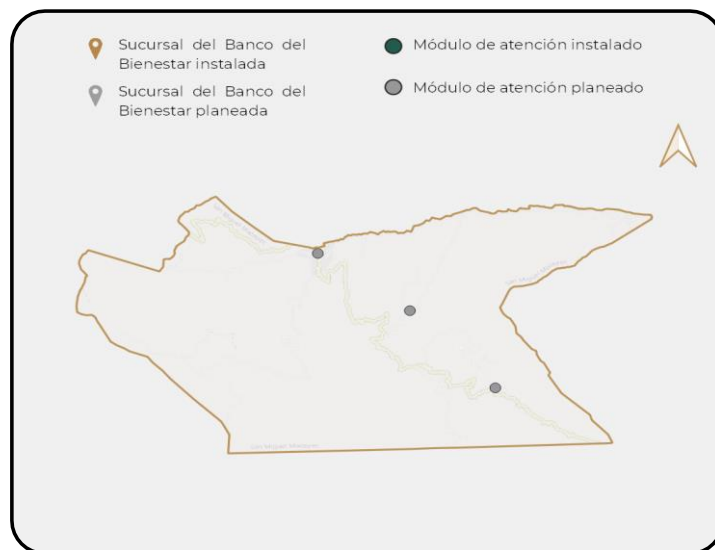 Sucursal del Banco del
Bienestar instalada
Sucursal del Banco del
Bienestar planeada
Módulo de atención instalado
Módulo de atención planeado